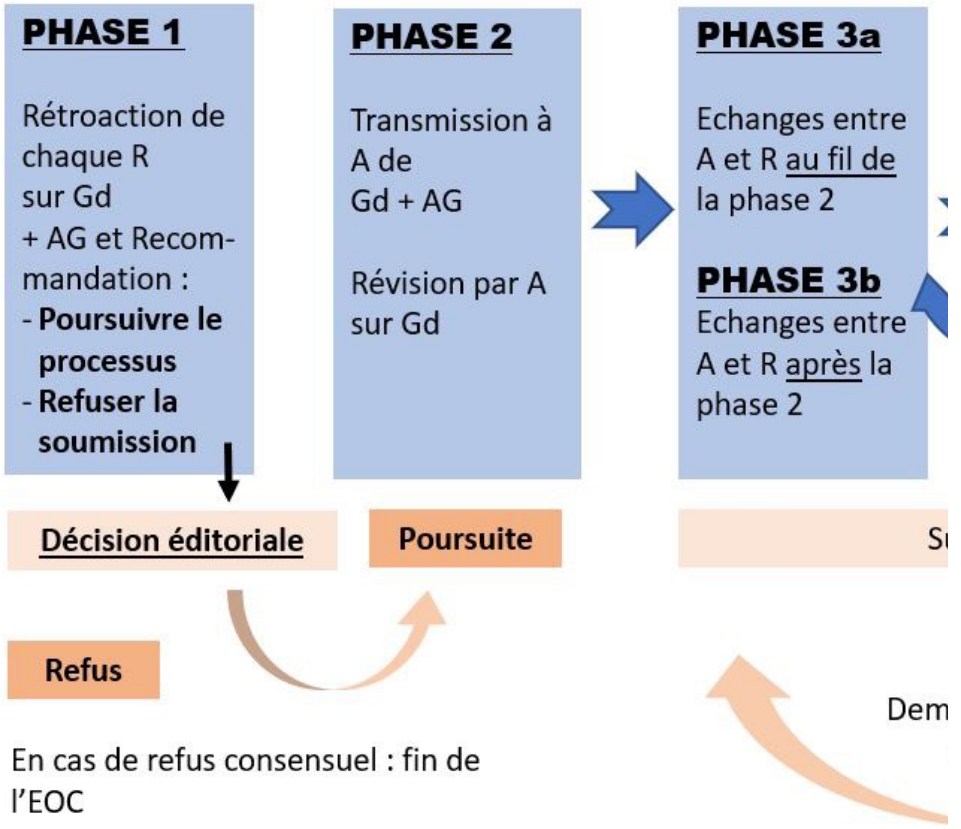 PHASE 1
Rétroaction de
chaque R
sur Gd
+ AG et Recom-
mandation :
- Poursuivre le
processus
- Refuser la
soumission
PHASE 2
Transmission à
A de
Gd + AG
Révision par A
sur Gd
PHASE 3a
Echanges entre
A et R au fil de
la phase 2
PHASE 3b
Echanges entre
A et R après la
phase 2
Décision éditoriale
Poursuite
Refus
En cas de refus consensuel : fin de
l’EOC